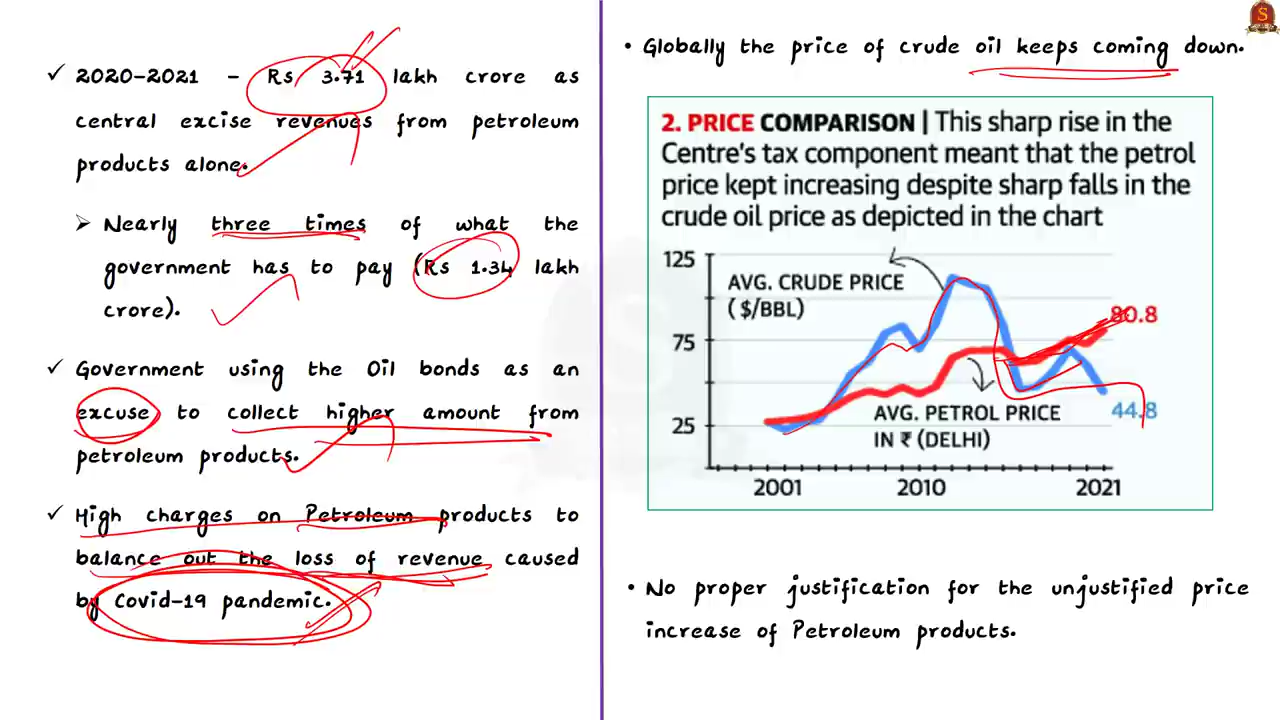 ✓ 2020-2021 - Rs 3.71 lakh crore as
central excise revenues from petroleum
products alone.
➢ Nearly three times of what the
government has to pay (Rs 1.34 lakh
crore).
✓ Government using the Oil bonds as an
excuse to collect higher amount from
petroleum products.
✓ High charges on Petroleum products to
balance out the loss of revenue caused
by Covid-19 pandemic.
S
• Globally the price of crude oil keeps coming down.
2. PRICE COMPARISON | This sharp rise in the
Centre's tax component meant that the petrol
price kept increasing despite sharp falls in the
crude oil price as depicted in the chart
125
AVG. CRUDE PRICE
($/BBL)
80.8
75
44.8
AVG. PETROL PRICE
IN ₹ (DELHI)
25
2001 2010 2021
• No proper justification for the unjustified price
increase of Petroleum products.